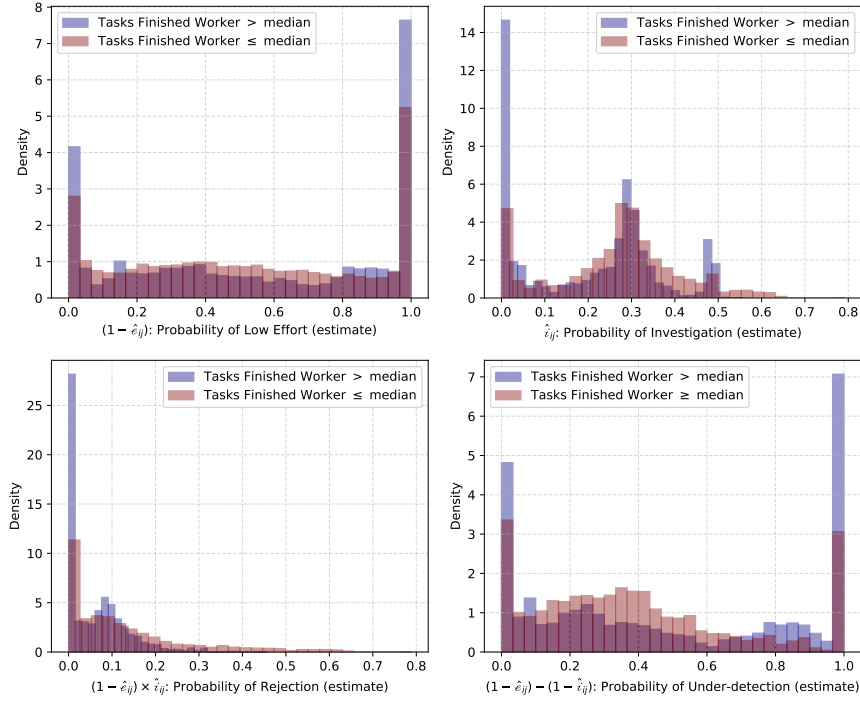 Tasks Finished Worker > median
Tasks Finished Worker ≤ median
Density
0 1 2 3 4 5 6 7 8
0.0 0.2 0.4 0.6 0.8 1.0
(1 − êᵢⱼ): Probability of Low Effort (estimate)
Tasks Finished Worker > median
Tasks Finished Worker ≤ median
Density
0 2 4 6 8 10 12 14
0.0 0.1 0.2 0.3 0.4 0.5 0.6 0.7 0.8
îᵢⱼ: Probability of Investigation (estimate)
Tasks Finished Worker > median
Tasks Finished Worker ≤ median
Density
0 5 10 15 20 25
0.0 0.1 0.2 0.3 0.4 0.5 0.6 0.7 0.8
(1 − êᵢⱼ) × îᵢⱼ: Probability of Rejection (estimate)
Tasks Finished Worker > median
Tasks Finished Worker ≥ median
Density
0 1 2 3 4 5 6 7
0.0 0.2 0.4 0.6 0.8 1.0
(1 − êᵢⱼ) − (1 − îᵢⱼ): Probability of Under-detection (estimate)